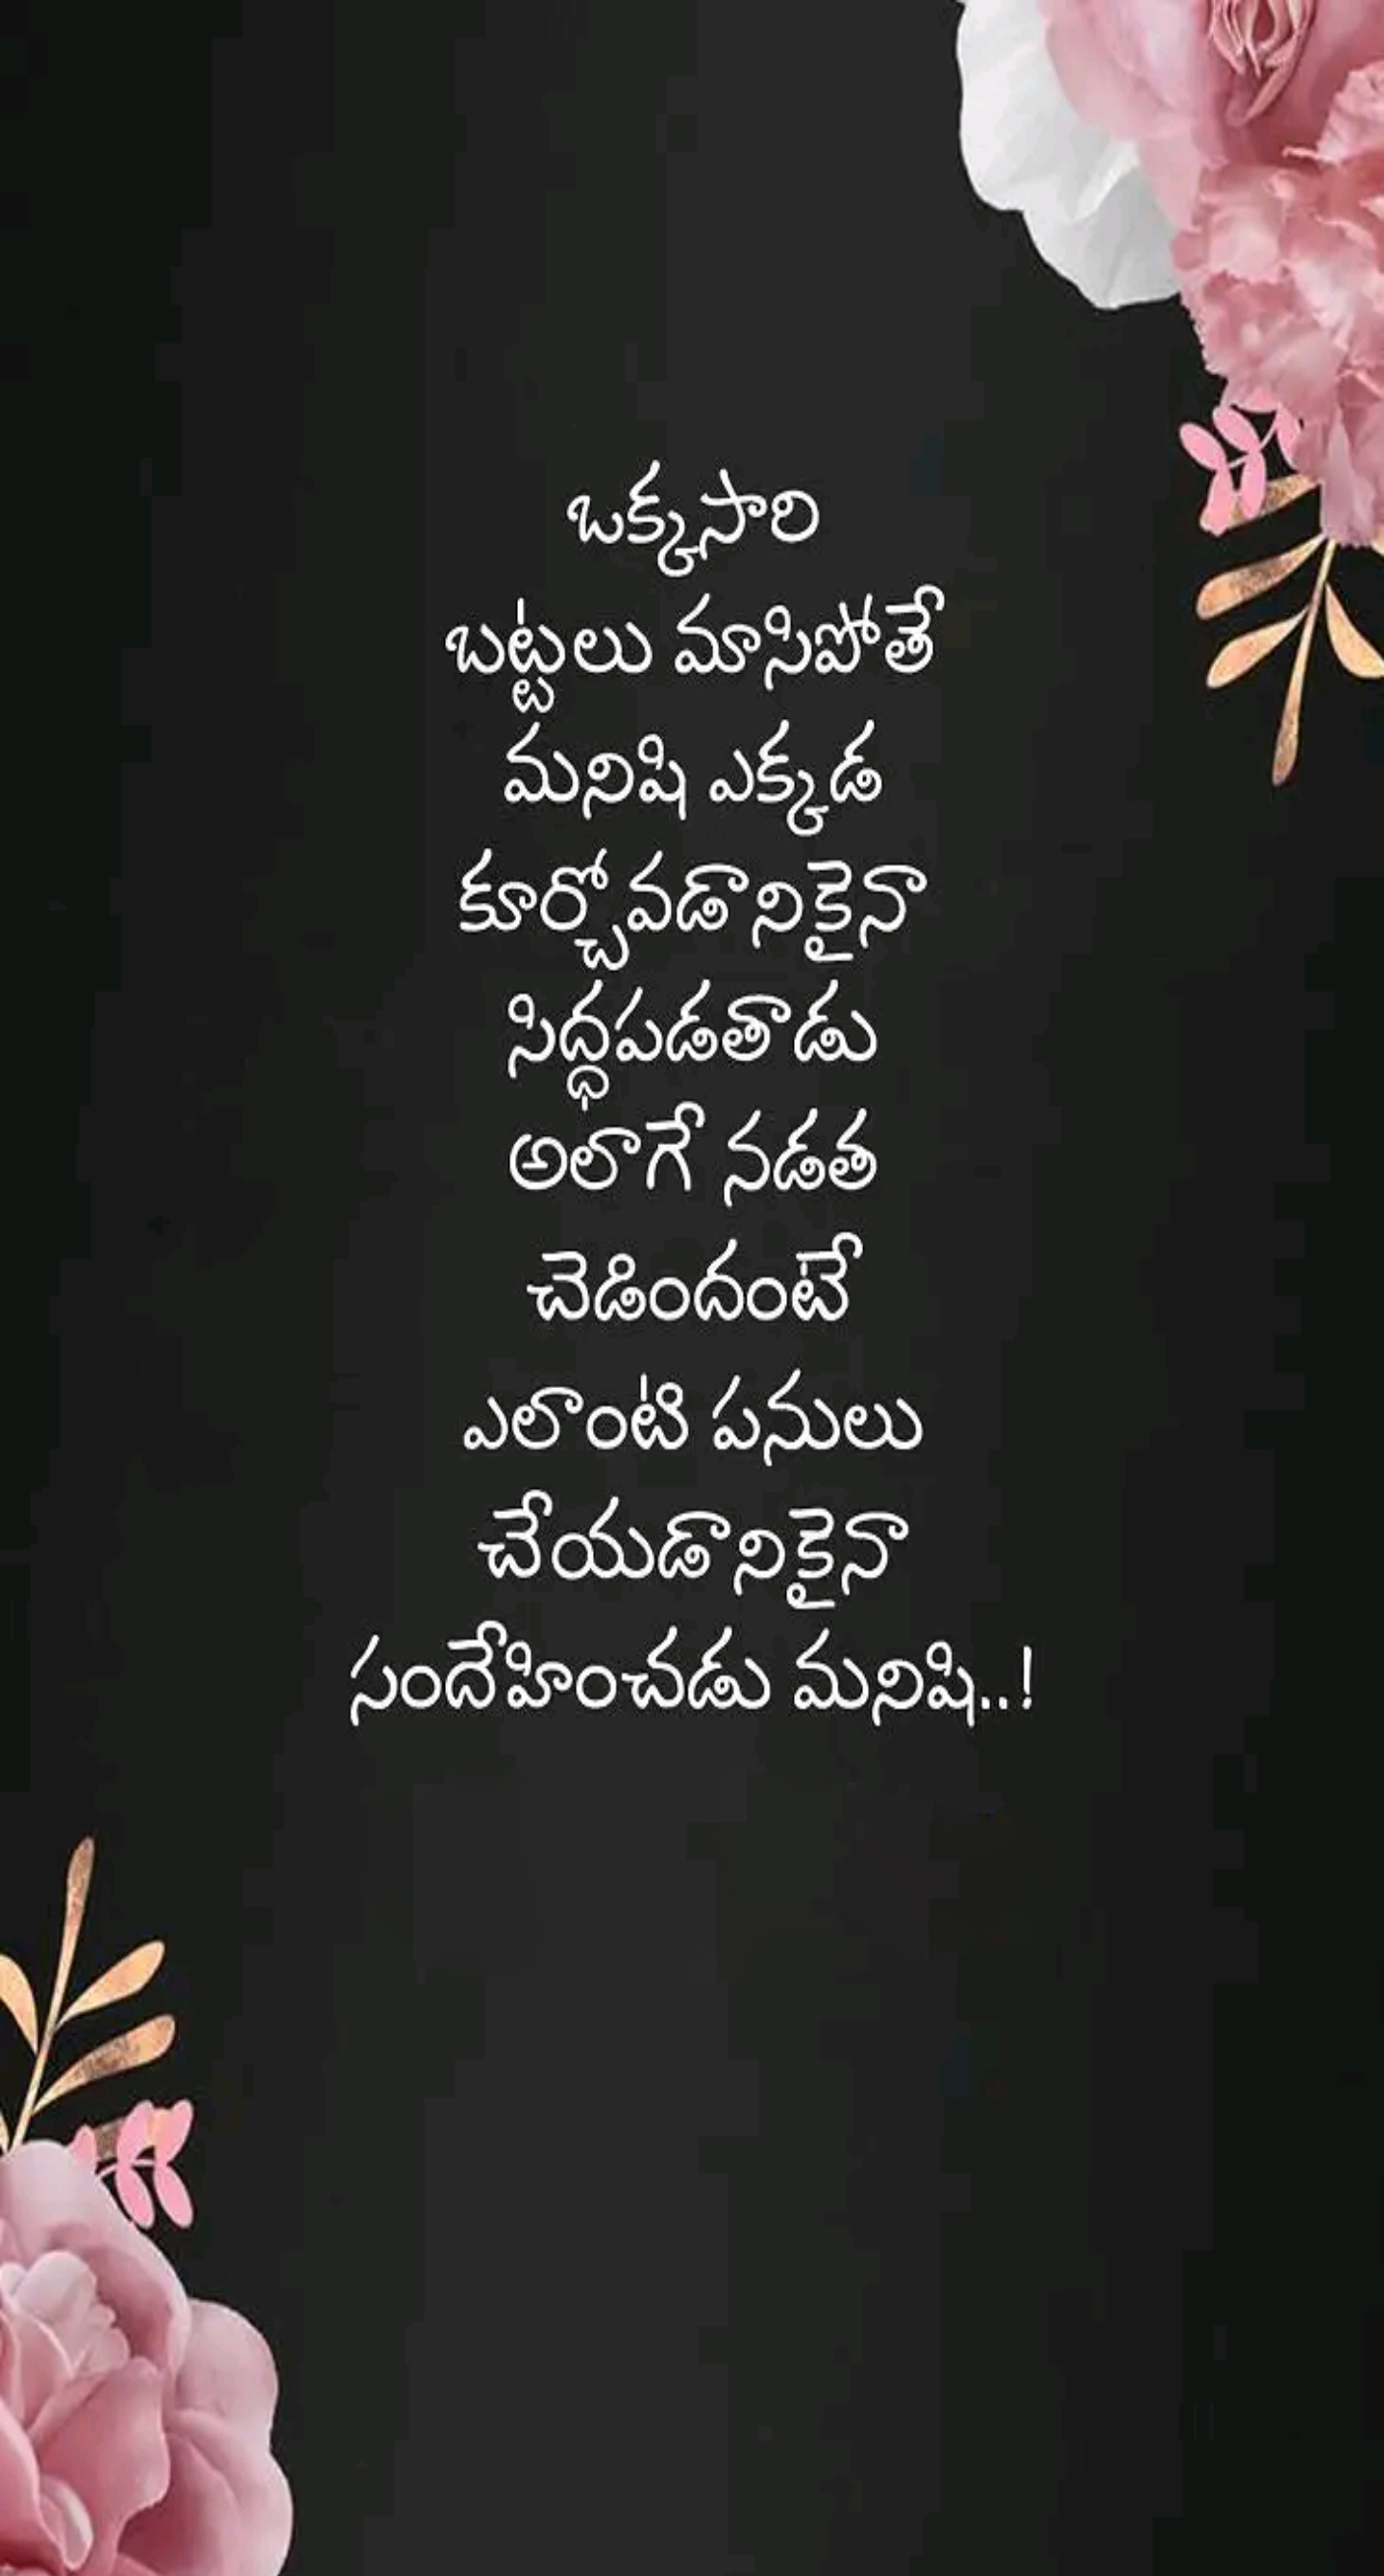 ఒక్కసారి
బట్టలు మాసిపోతే
మనిషి ఎక్కడ
కూర్చోవడానికైనా
సిద్ధపడతాడు
అలాగే నడత
చెడిందంటే
ఎలాంటి పనులు
చేయడానికైనా
సందేహించడు మనిషి..!